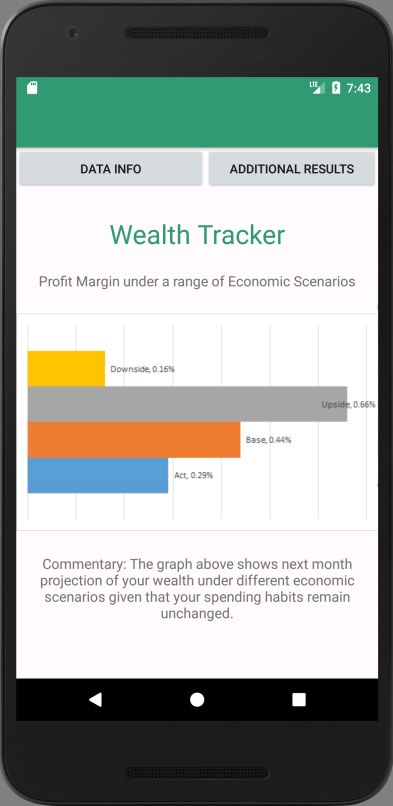 LTE 7:43
DATA INFO ADDITIONAL RESULTS
Wealth Tracker
Profit Margin under a range of Economic Scenarios
Downside, 0.16%
Upside, 0.66%
Base, 0.44%
Act, 0.29%
Commentary: The graph above shows next month
projection of your wealth under different economic
scenarios given that your spending habits remain
unchanged.